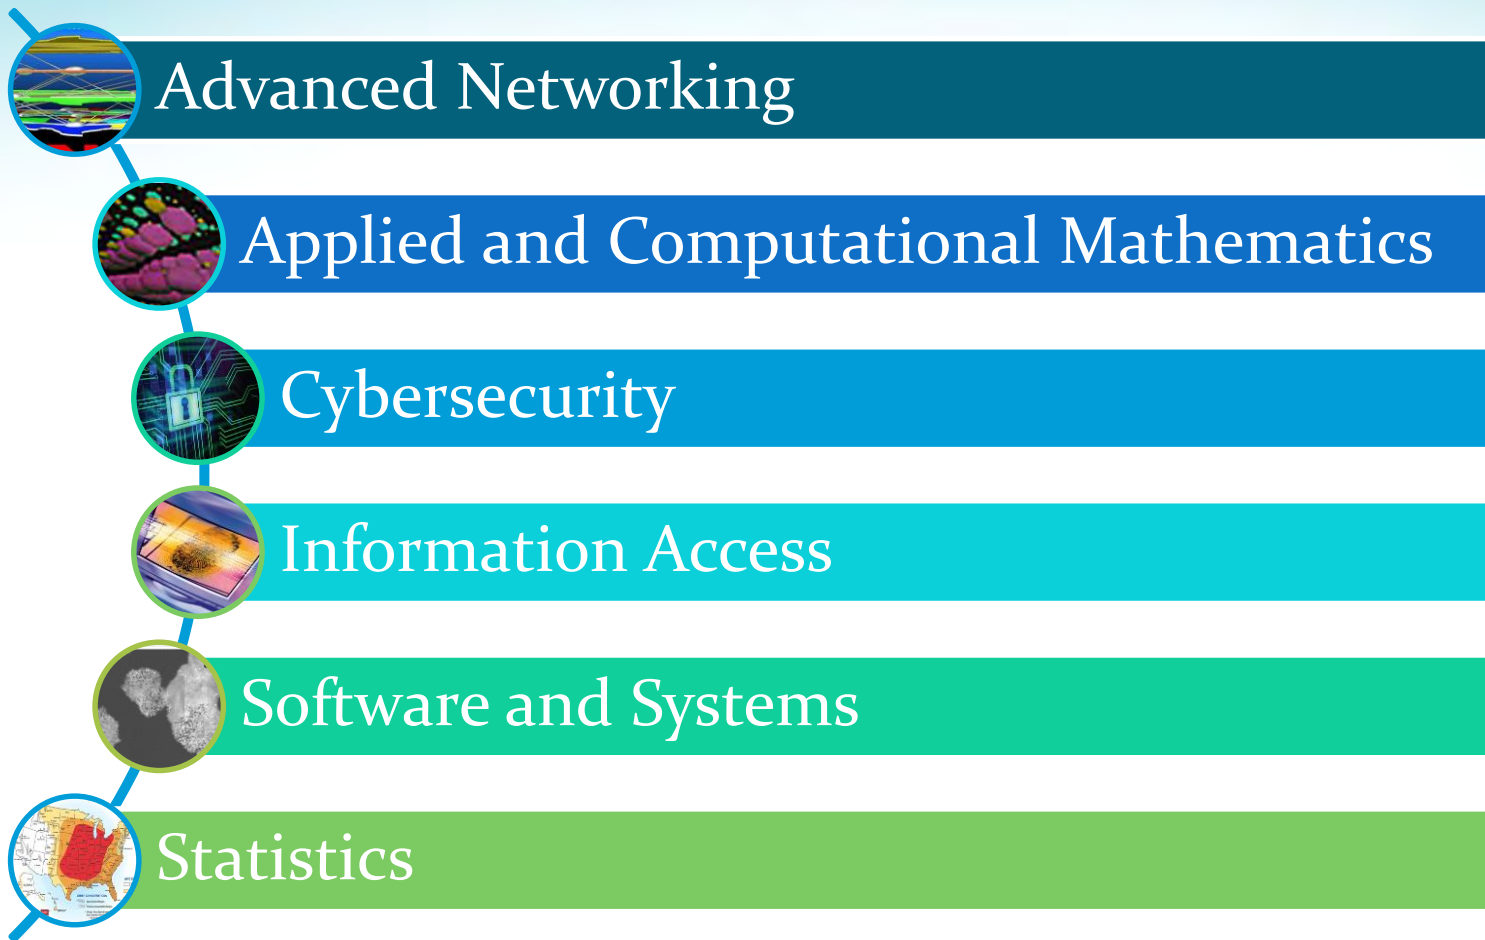 Advanced Networking
Applied and Computational Mathematics
Cybersecurity
Information Access
Software and Systems
Statistics